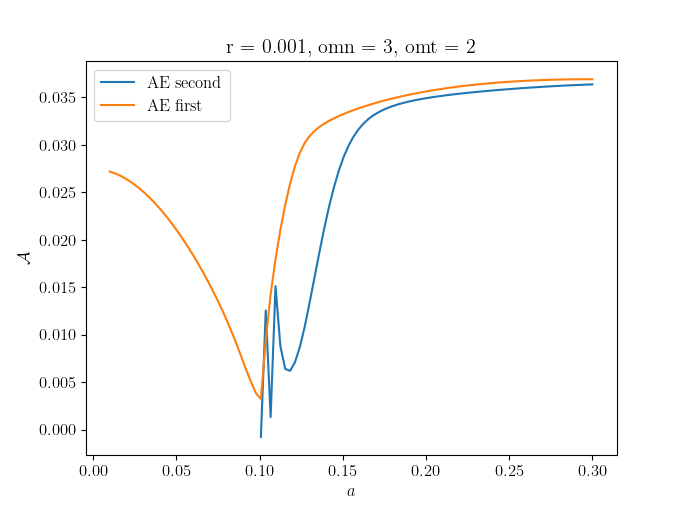 r = 0.001, omn = 3, omt = 2
AE second
AE first
0.035
0.030
0.025
0.020
0.015
0.010
0.005
0.000
𝒜
0.00 0.05 0.10 0.15 0.20 0.25 0.30
a